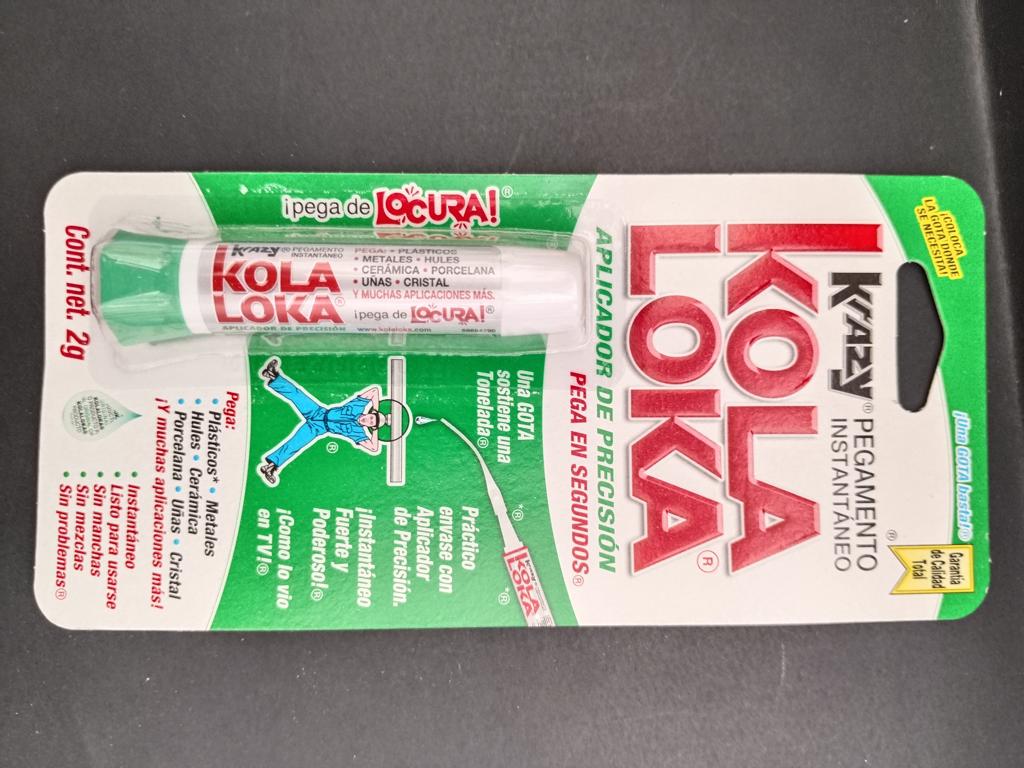 ¡Una GOTA basta!®
¡COLOCA
LA GOTA DONDE
SE NECESITA!
Garantía
de Calidad
Total
®
KRAZY® PEGAMENTO
INSTANTÁNEO
KOLA
LOKA®
APLICADOR DE PRECISIÓN
PEGA EN SEGUNDOS®
¡pega de LOCURA!®
KRAZY® PEGAMENTO
INSTANTÁNEO
KOLA
LOKA®
APLICADOR DE PRECISIÓN
PEGA: • PLÁSTICOS
• METALES • HULES
• CERÁMICA • PORCELANA
• UÑAS • CRISTAL
Y MUCHAS APLICACIONES MÁS.
¡pega de LOCURA!®
www.kolaloka.com
Una GOTA
sostiene una
Tonelada®
®
*®
*®
KRAZY
KOLA
LOKA
Práctico
envase con
Aplicador
de Precisión.
¡Instantáneo
Fuerte y
Poderoso!®
¡Como lo vio
en TV!®
Pega:
• Plásticos* • Metales
• Hules • Cerámica
• Porcelana • Uñas • Cristal
¡Y muchas aplicaciones más!
• Instantáneo
• Listo para usarse
• Sin manchas
• Sin mezclas
• Sin problemas®
Cont. net. 2g